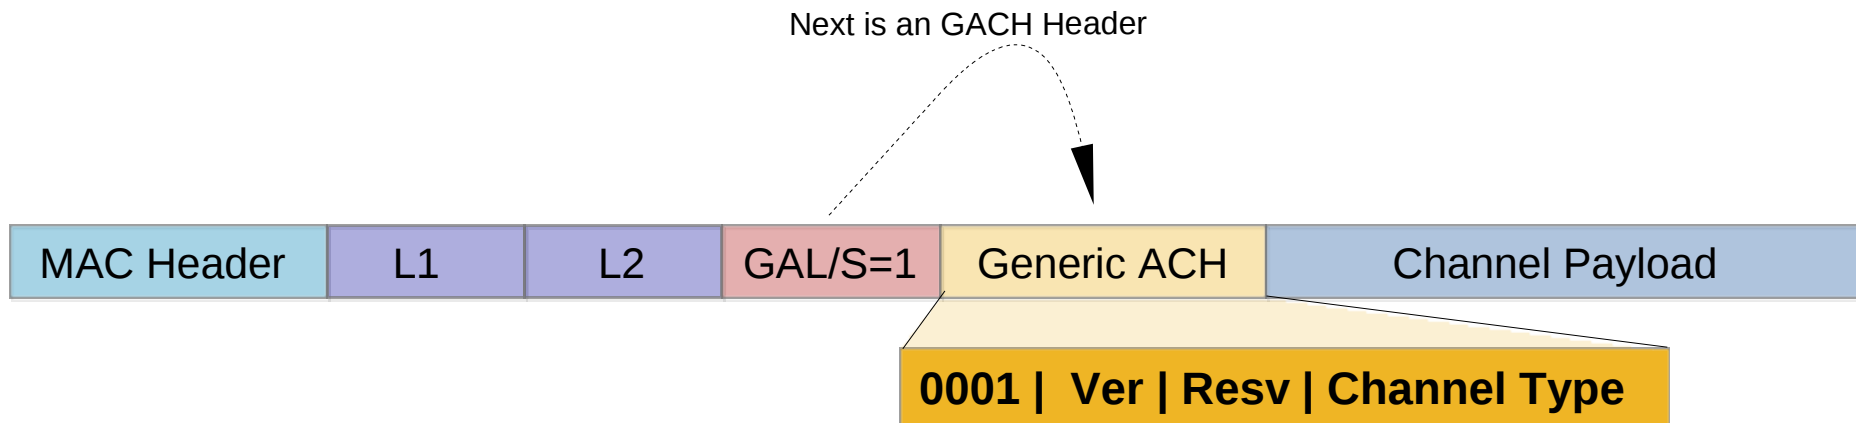 Next is an GACH Header
MAC Header L1 L2 GAL/S=1 Generic ACH Channel Payload
0001 | Ver | Resv | Channel Type